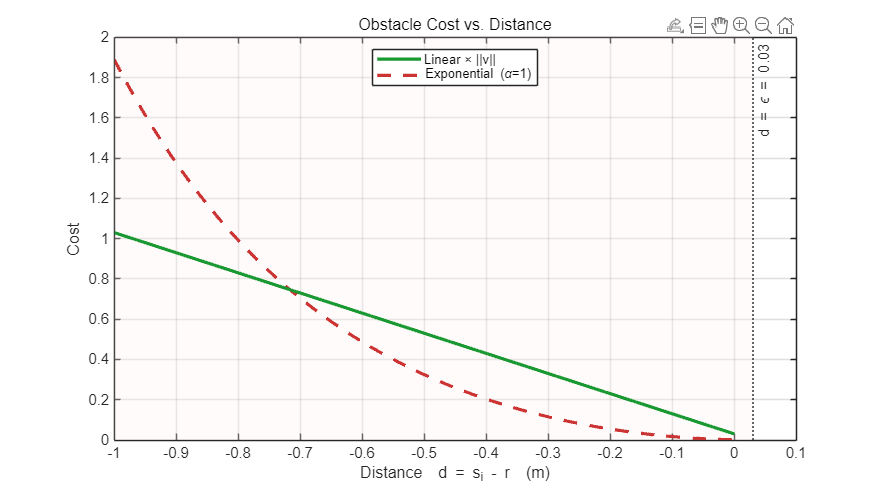 Obstacle Cost vs. Distance
Linear × ||v||
Exponential (α=1)
d = ϵ = 0.03
Cost
2
1.8
1.6
1.4
1.2
1
0.8
0.6
0.4
0.2
0
-1 -0.9 -0.8 -0.7 -0.6 -0.5 -0.4 -0.3 -0.2 -0.1 0 0.1
Distance d = sᵢ - r (m)